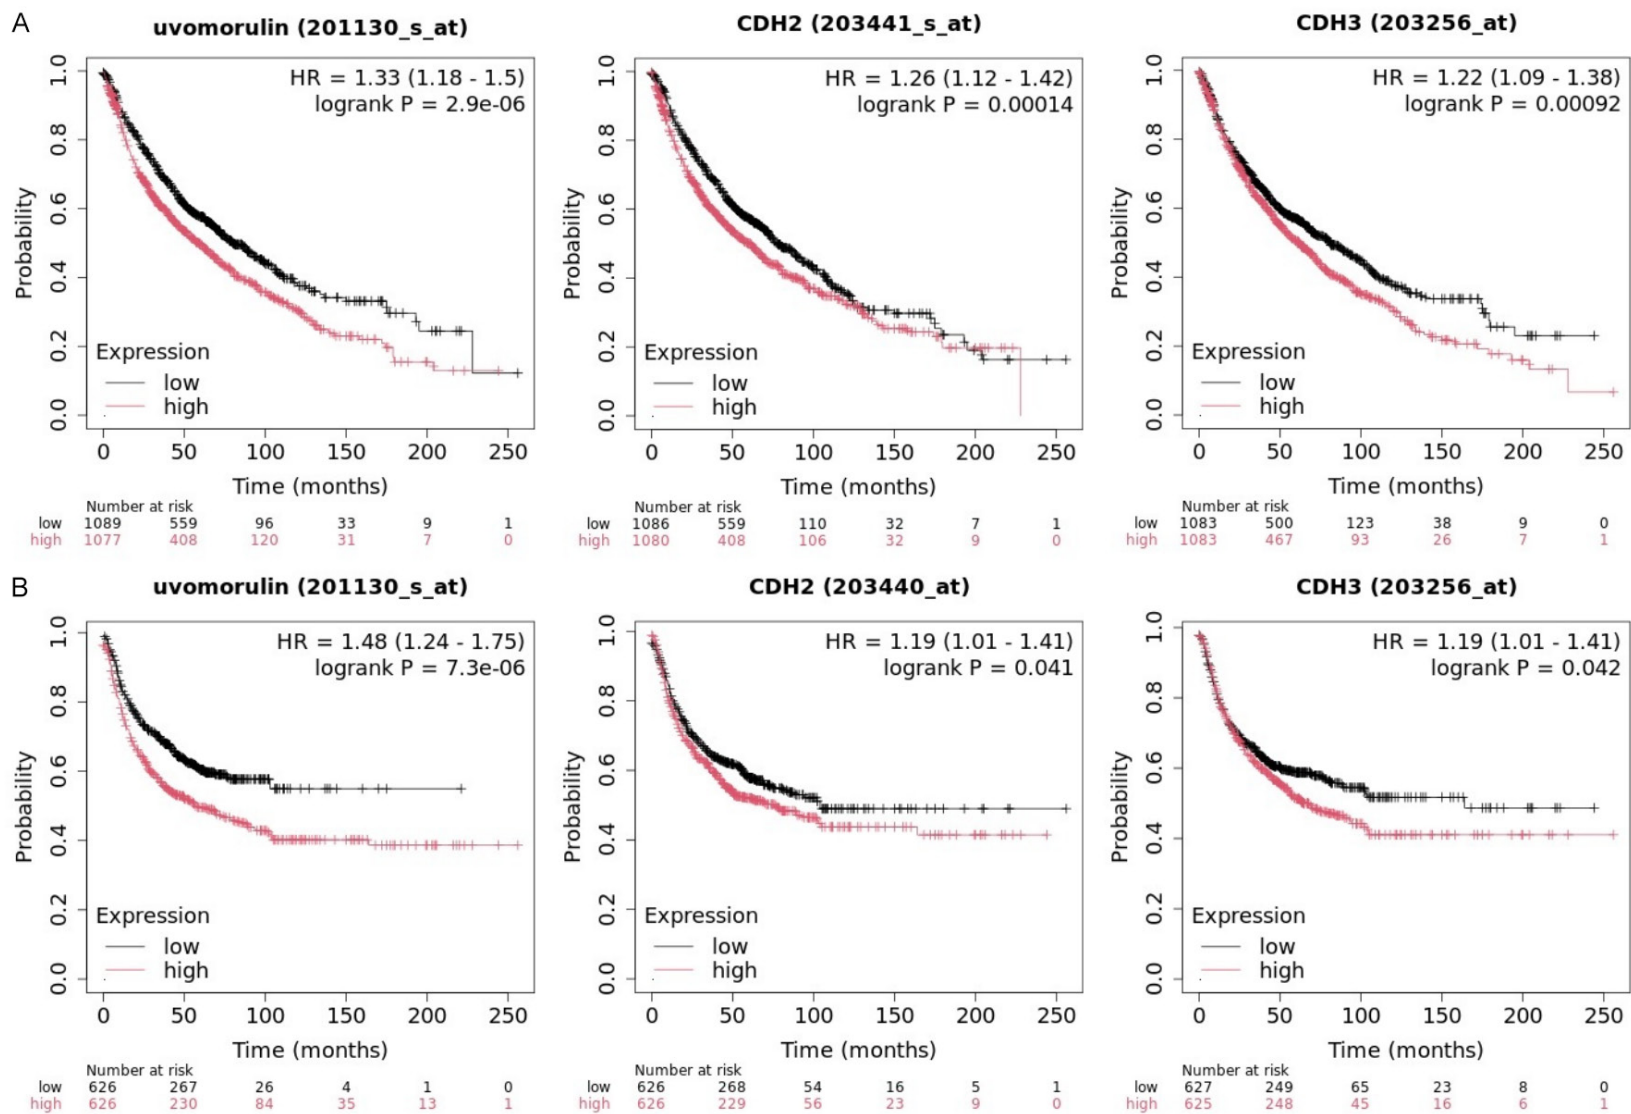 A
uvomorulin (201130_s_at)
HR = 1.33 (1.18 - 1.5)
logrank P = 2.9e-06
Probability
1.0
0.8
0.6
0.4
0.2
0.0
Expression
low
high
0 50 100 150 200 250
Time (months)
Number at risk
low 1089 559 96 33 9 1
high 1077 408 120 31 7 0
CDH2 (203441_s_at)
HR = 1.26 (1.12 - 1.42)
logrank P = 0.00014
Probability
1.0
0.8
0.6
0.4
0.2
0.0
Expression
low
high
0 50 100 150 200 250
Time (months)
Number at risk
low 1086 559 110 32 7 1
high 1080 408 106 32 9 0
CDH3 (203256_at)
HR = 1.22 (1.09 - 1.38)
logrank P = 0.00092
Probability
1.0
0.8
0.6
0.4
0.2
0.0
Expression
low
high
0 50 100 150 200 250
Time (months)
Number at risk
low 1083 500 123 38 9 0
high 1083 467 93 26 7 1
B
uvomorulin (201130_s_at)
HR = 1.48 (1.24 - 1.75)
logrank P = 7.3e-06
Probability
1.0
0.8
0.6
0.4
0.2
0.0
Expression
low
high
0 50 100 150 200 250
Time (months)
Number at risk
low 626 267 26 4 1 0
high 626 230 84 35 13 1
CDH2 (203440_at)
HR = 1.19 (1.01 - 1.41)
logrank P = 0.041
Probability
1.0
0.8
0.6
0.4
0.2
0.0
Expression
low
high
0 50 100 150 200 250
Time (months)
Number at risk
low 626 268 54 16 5 1
high 626 229 56 23 9 0
CDH3 (203256_at)
HR = 1.19 (1.01 - 1.41)
logrank P = 0.042
Probability
1.0
0.8
0.6
0.4
0.2
0.0
Expression
low
high
0 50 100 150 200 250
Time (months)
Number at risk
low 627 249 65 23 8 0
high 625 248 45 16 6 1